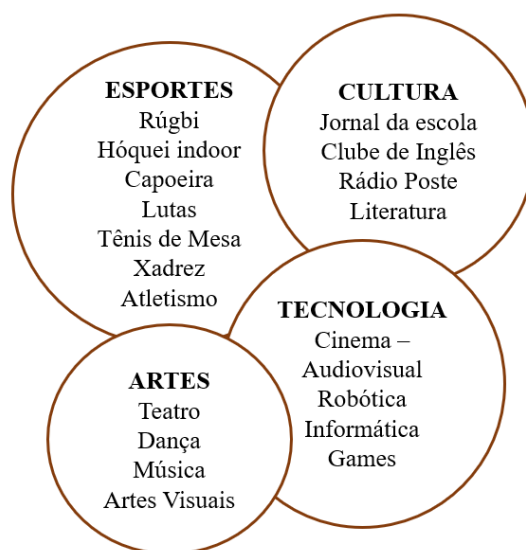 ESPORTES
Rúgbi
Hóquei indoor
Capoeira
Lutas
Tênis de Mesa
Xadrez
Atletismo
CULTURA
Jornal da escola
Clube de Inglês
Rádio Poste
Literatura
ARTES
Teatro
Dança
Música
Artes Visuais
TECNOLOGIA
Cinema –
Audiovisual
Robótica
Informática
Games